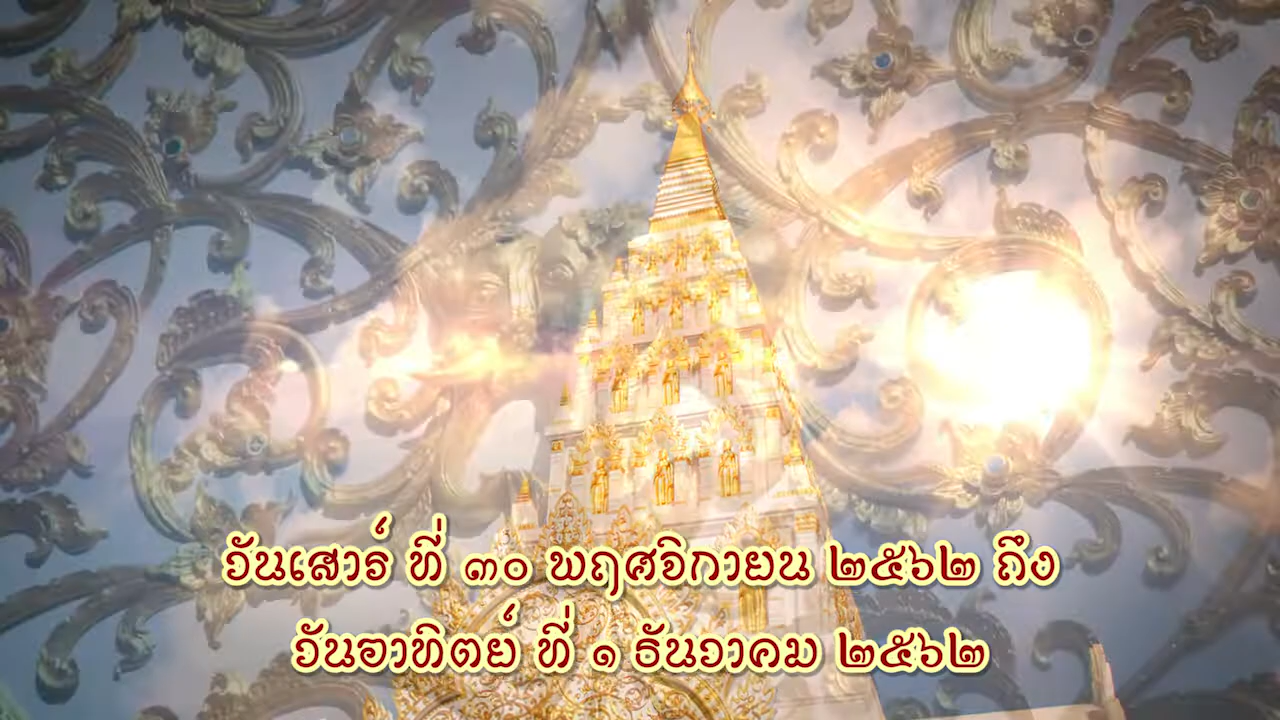 วันเสาร์ ที่ ๓๐ พฤศจิกายน ๒๕๖๒ ถึง
วันอาทิตย์ ที่ ๑ ธันวาคม ๒๕๖๒